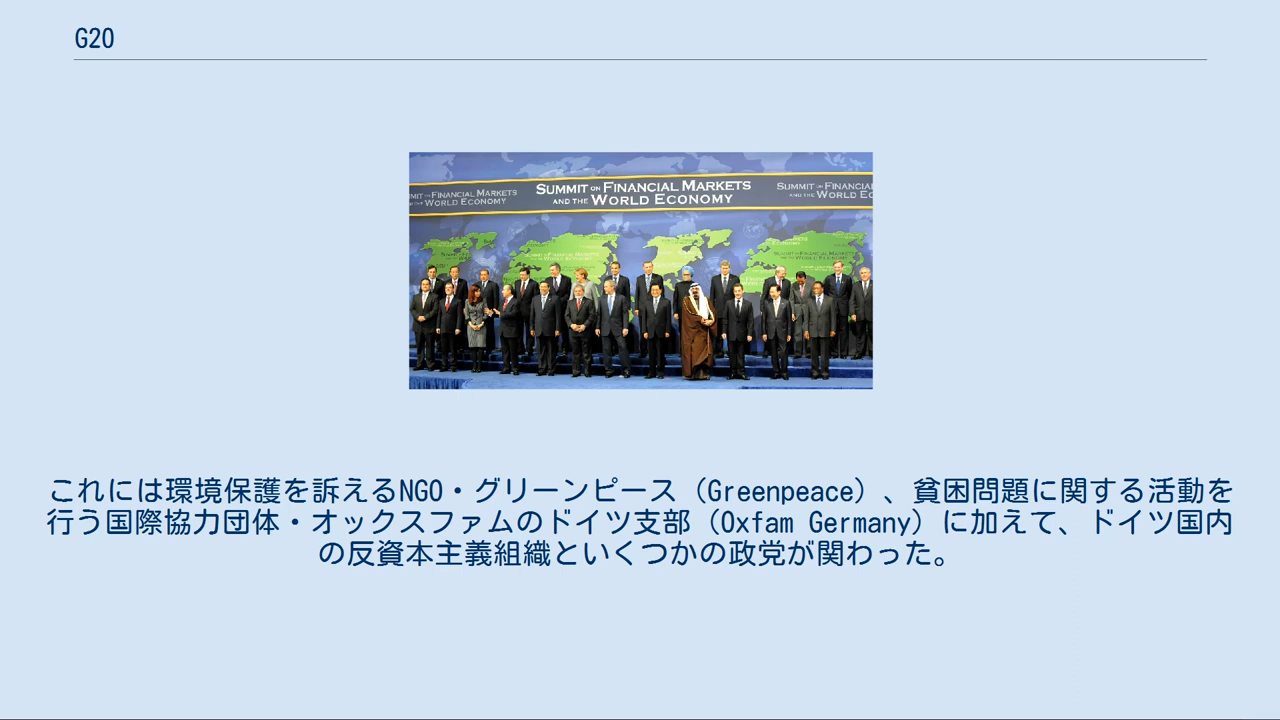 G20
SUMMIT ON FINANCIAL MARKETS
AND THE WORLD ECONOMY
これには環境保護を訴えるNGO・グリーンピース（Greenpeace）、貧困問題に関する活動を
行う国際協力団体・オックスファムのドイツ支部（Oxfam Germany）に加えて、ドイツ国内
の反資本主義組織といくつかの政党が関わった。